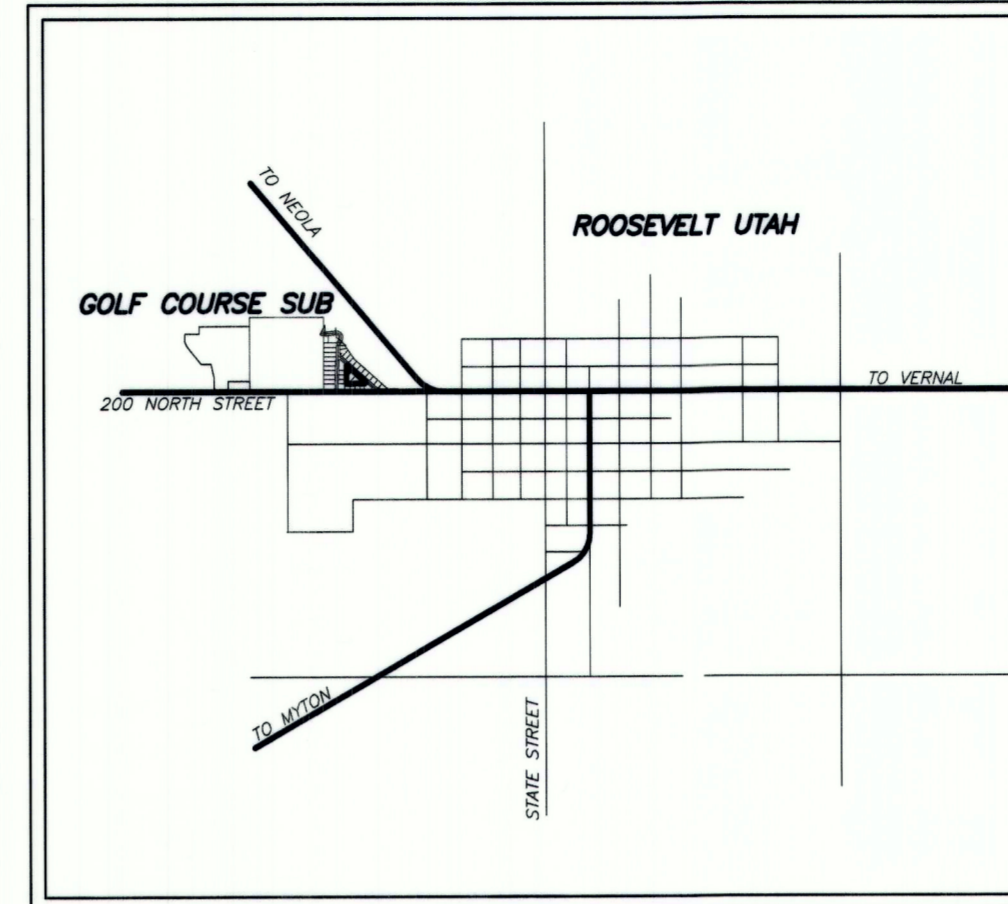 TO NEOLA
ROOSEVELT UTAH
GOLF COURSE SUB
TO VERNAL
200 NORTH STREET
TO MYTON
STATE STREET